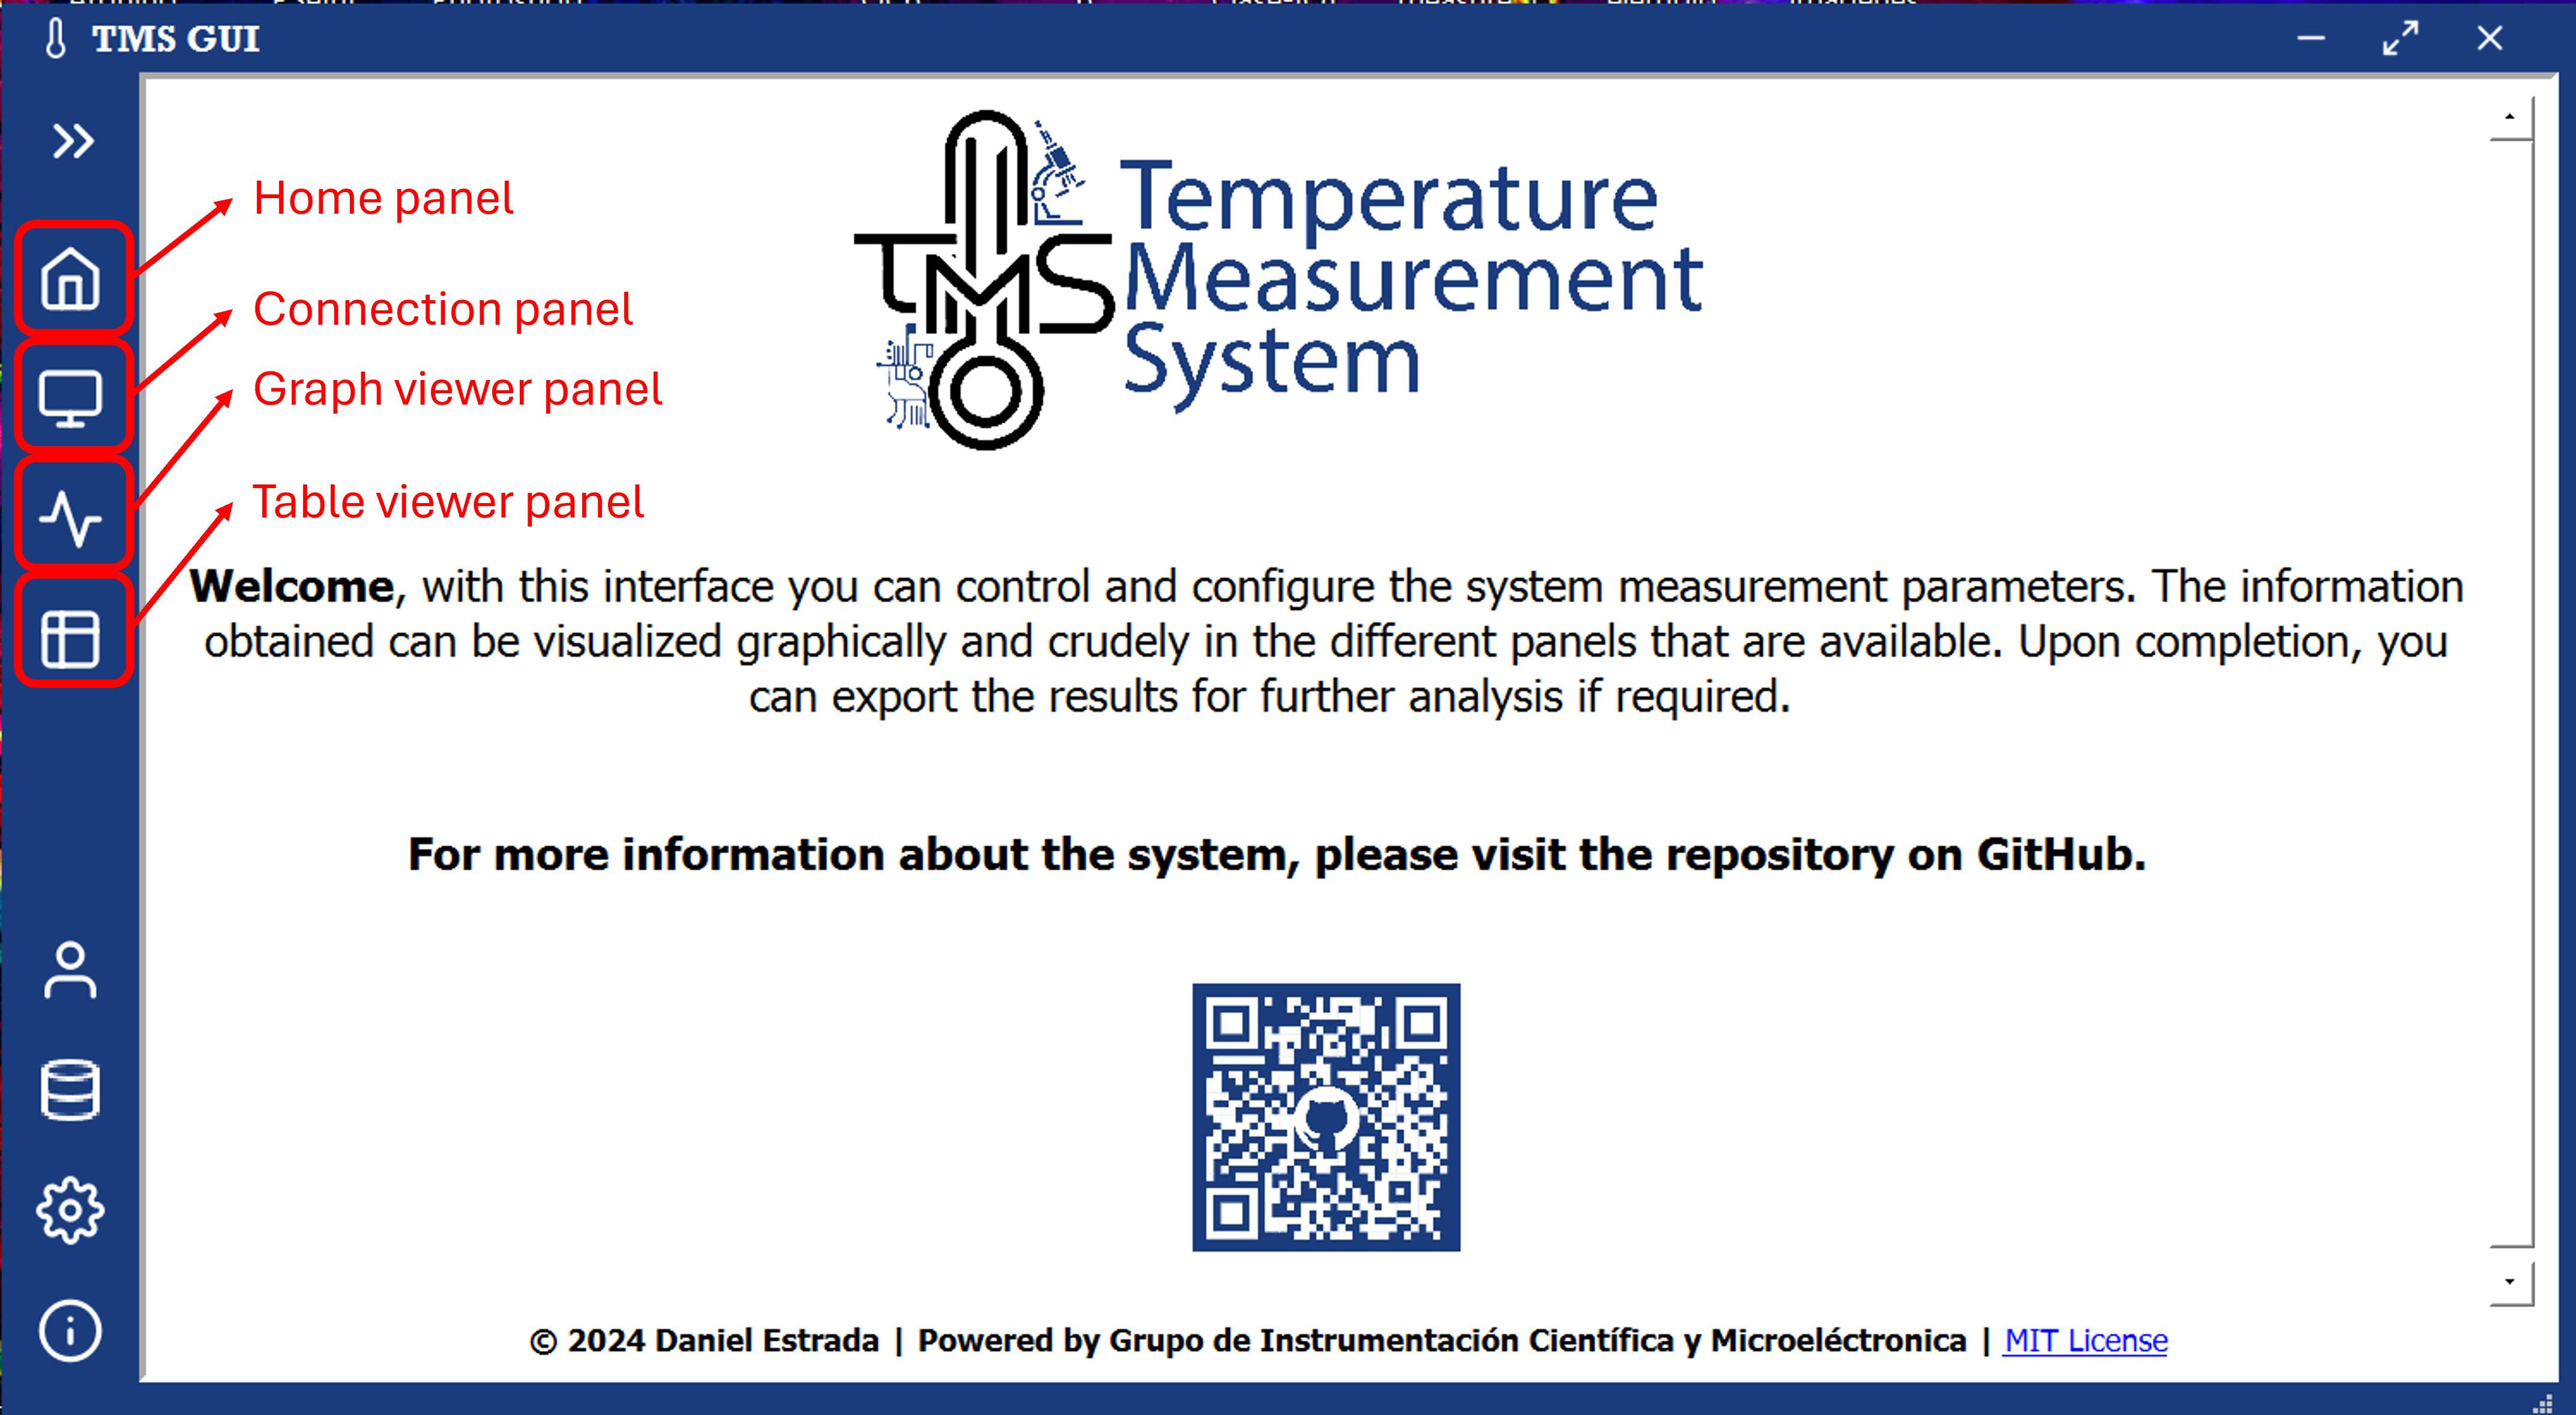 TMS GUI
Home panel
Connection panel
Graph viewer panel
Table viewer panel
TMS
Temperature
Measurement
System
Welcome, with this interface you can control and configure the system measurement parameters. The information
obtained can be visualized graphically and crudely in the different panels that are available. Upon completion, you
can export the results for further analysis if required.
For more information about the system, please visit the repository on GitHub.
© 2024 Daniel Estrada | Powered by Grupo de Instrumentación Científica y Microeléctronica | MIT License